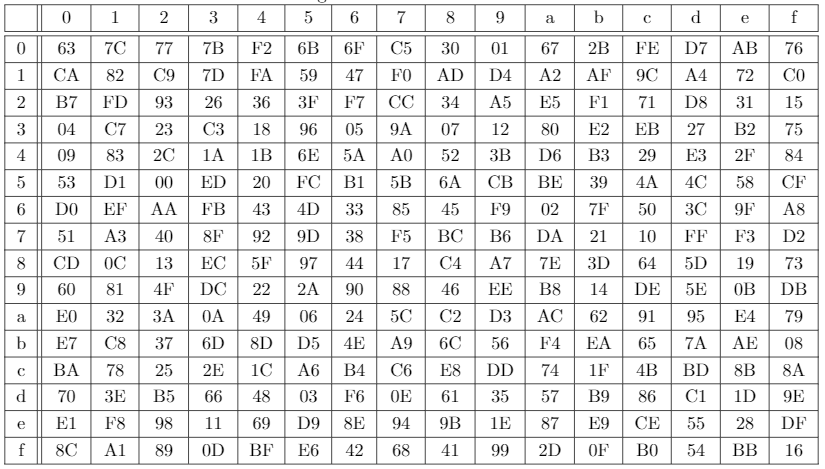 0 1 2 3 4 5 6 7 8 9 a b c d e f
0 63 7C 77 7B F2 6B 6F C5 30 01 67 2B FE D7 AB 76
1 CA 82 C9 7D FA 59 47 F0 AD D4 A2 AF 9C A4 72 C0
2 B7 FD 93 26 36 3F F7 CC 34 A5 E5 F1 71 D8 31 15
3 04 C7 23 C3 18 96 05 9A 07 12 80 E2 EB 27 B2 75
4 09 83 2C 1A 1B 6E 5A A0 52 3B D6 B3 29 E3 2F 84
5 53 D1 00 ED 20 FC B1 5B 6A CB BE 39 4A 4C 58 CF
6 D0 EF AA FB 43 4D 33 85 45 F9 02 7F 50 3C 9F A8
7 51 A3 40 8F 92 9D 38 F5 BC B6 DA 21 10 FF F3 D2
8 CD 0C 13 EC 5F 97 44 17 C4 A7 7E 3D 64 5D 19 73
9 60 81 4F DC 22 2A 90 88 46 EE B8 14 DE 5E 0B DB
a E0 32 3A 0A 49 06 24 5C C2 D3 AC 62 91 95 E4 79
b E7 C8 37 6D 8D D5 4E A9 6C 56 F4 EA 65 7A AE 08
c BA 78 25 2E 1C A6 B4 C6 E8 DD 74 1F 4B BD 8B 8A
d 70 3E B5 66 48 03 F6 0E 61 35 57 B9 86 C1 1D 9E
e E1 F8 98 11 69 D9 8E 94 9B 1E 87 E9 CE 55 28 DF
f 8C A1 89 0D BF E6 42 68 41 99 2D 0F B0 54 BB 16